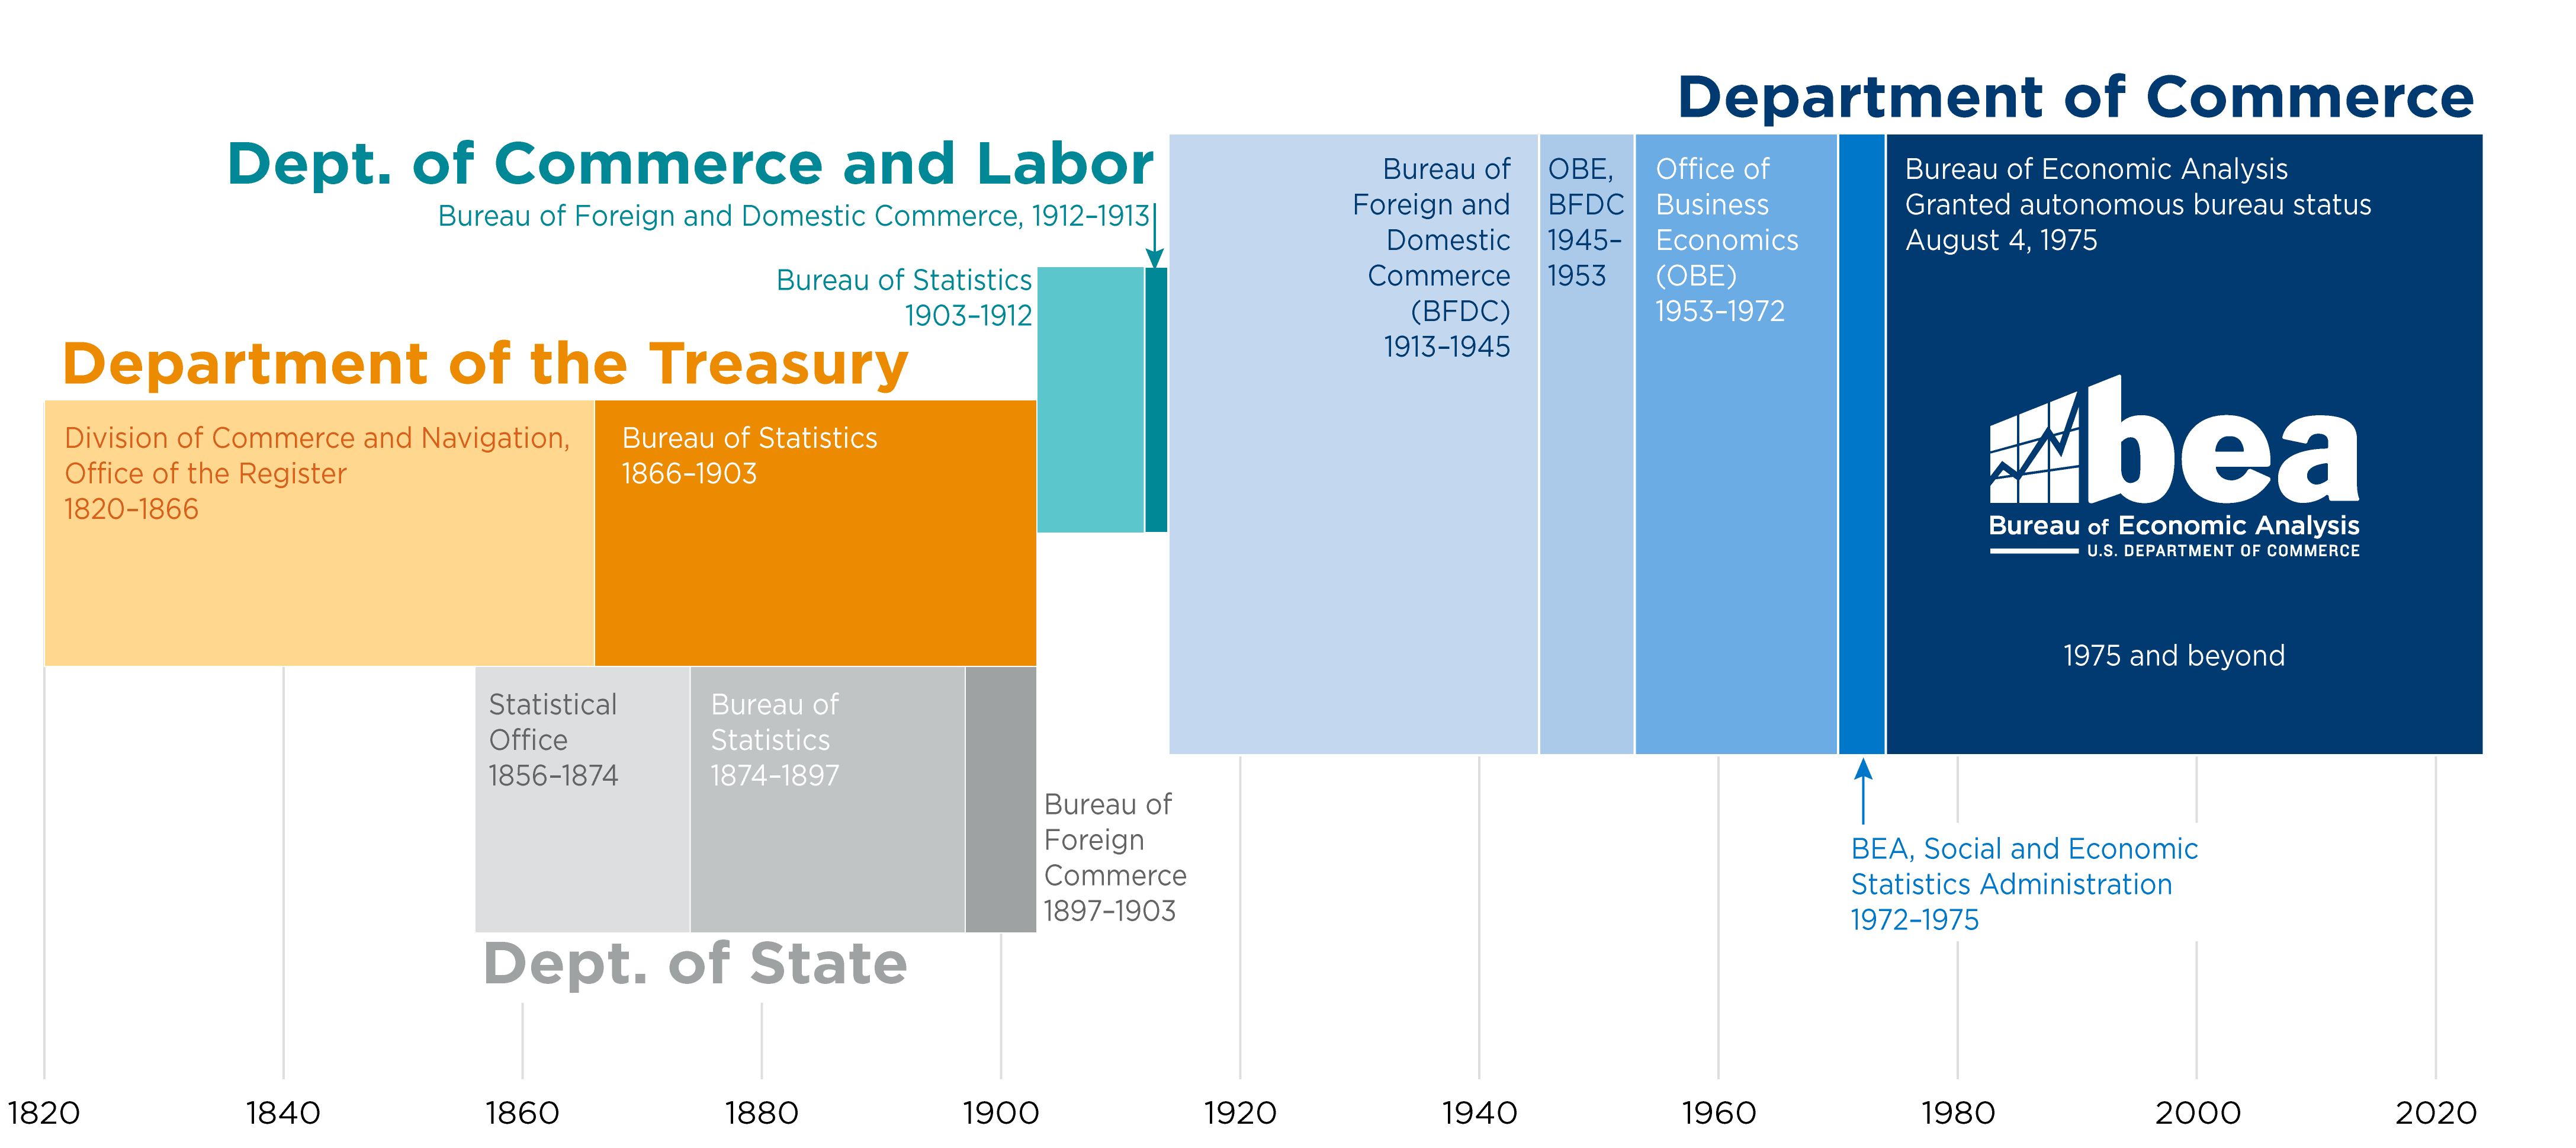 Department of Commerce
Dept. of Commerce and Labor
Bureau of Foreign and Domestic Commerce, 1912–1913
Bureau of Statistics
1903–1912
Department of the Treasury
Division of Commerce and Navigation,
Office of the Register
1820–1866
Bureau of Statistics
1866–1903
Statistical
Office
1856–1874
Bureau of
Statistics
1874–1897
Bureau of
Foreign
Commerce
1897–1903
Dept. of State
Bureau of
Foreign and
Domestic
Commerce
(BFDC)
1913–1945
OBE,
BFDC
1945–
1953
Office of
Business
Economics
(OBE)
1953–1972
Bureau of Economic Analysis
Granted autonomous bureau status
August 4, 1975
bea
Bureau of Economic Analysis
U.S. DEPARTMENT OF COMMERCE
1975 and beyond
BEA, Social and Economic
Statistics Administration
1972–1975
1820 1840 1860 1880 1900 1920 1940 1960 1980 2000 2020